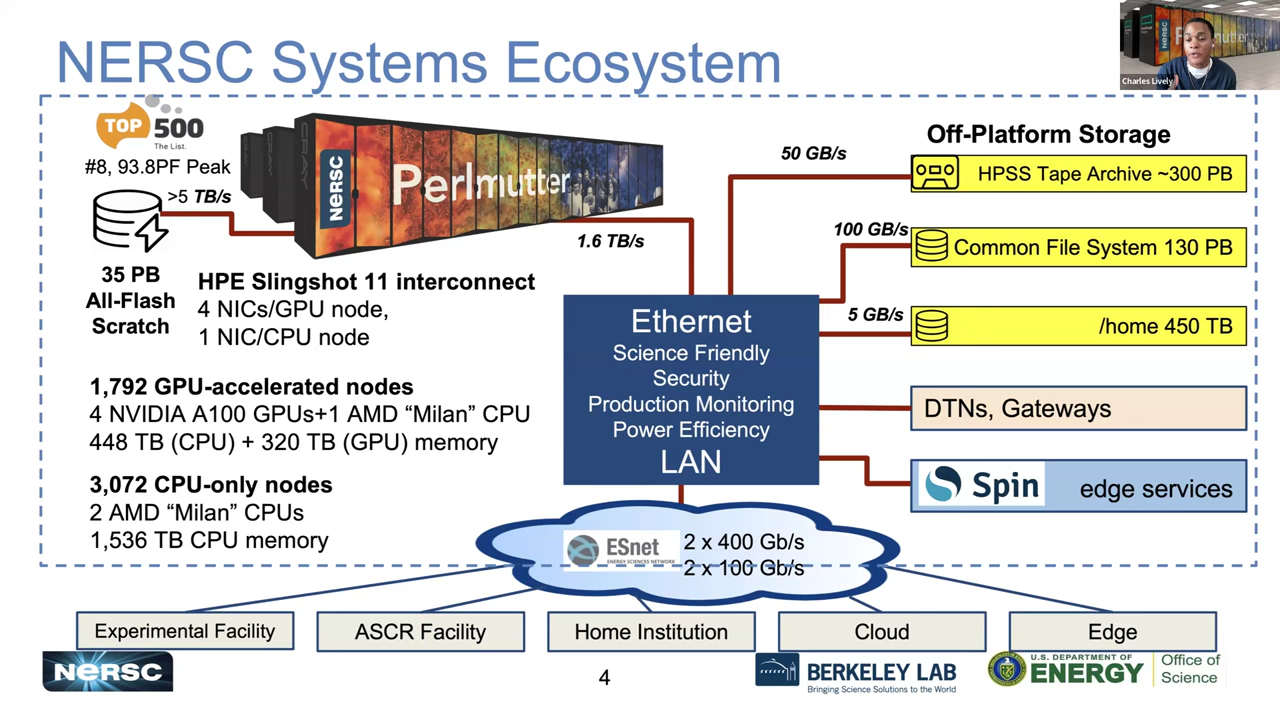 NERSC Systems Ecosystem
Charles Lively
TOP 500
The List.
#8, 93.8PF Peak
>5 TB/s
35 PB
All-Flash
Scratch
CRAY
NERSC
Perlmutter
1.6 TB/s
HPE Slingshot 11 interconnect
4 NICs/GPU node,
1 NIC/CPU node
1,792 GPU-accelerated nodes
4 NVIDIA A100 GPUs+1 AMD “Milan” CPU
448 TB (CPU) + 320 TB (GPU) memory
3,072 CPU-only nodes
2 AMD “Milan” CPUs
1,536 TB CPU memory
Off-Platform Storage
50 GB/s
HPSS Tape Archive ~300 PB
100 GB/s
Common File System 130 PB
5 GB/s
/home 450 TB
DTNs, Gateways
Spin edge services
Ethernet
Science Friendly
Security
Production Monitoring
Power Efficiency
LAN
ESnet
ENERGY SCIENCES NETWORK
2 x 400 Gb/s
2 x 100 Gb/s
Experimental Facility
ASCR Facility
Home Institution
Cloud
Edge
NERSC
4
BERKELEY LAB
Bringing Science Solutions to the World
U.S. DEPARTMENT OF
ENERGY
Office of
Science